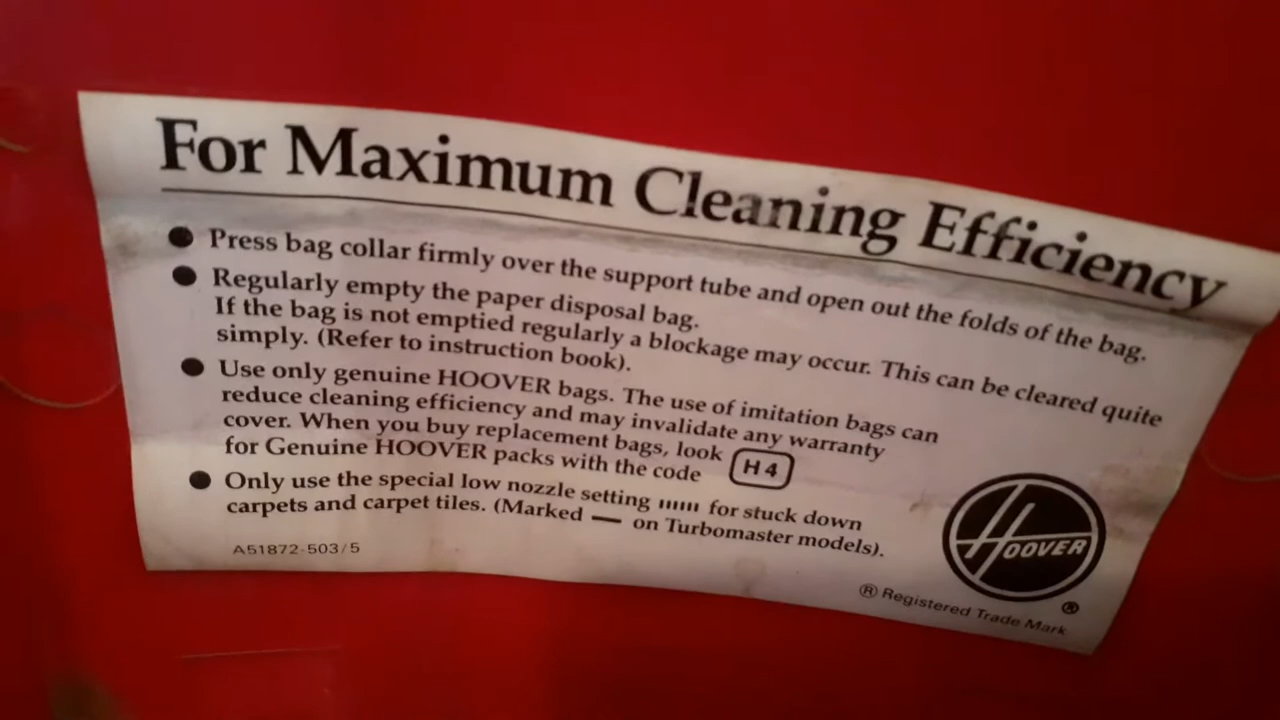 For Maximum Cleaning Efficiency
● Press bag collar firmly over the support tube and open out the folds of the bag.
● Regularly empty the paper disposal bag.
If the bag is not emptied regularly a blockage may occur. This can be cleared quite
simply. (Refer to instruction book).
● Use only genuine HOOVER bags. The use of imitation bags can
reduce cleaning efficiency and may invalidate any warranty
cover. When you buy replacement bags, look
for Genuine HOOVER packs with the code H4
● Only use the special low nozzle setting ıııııı for stuck down
carpets and carpet tiles. (Marked — on Turbomaster models).
A51872-503/5
HOOVER
®
® Registered Trade Mark